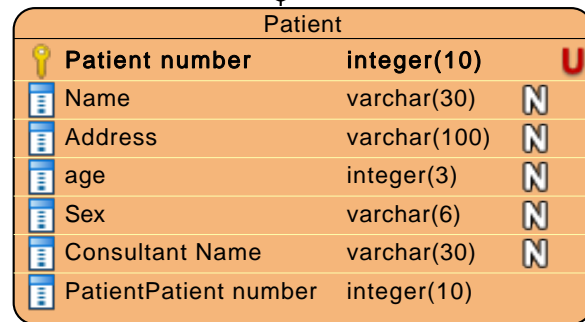 Patient
Patient number integer(10) U
Name varchar(30) N
Address varchar(100) N
age integer(3) N
Sex varchar(6) N
Consultant Name varchar(30) N
PatientPatient number integer(10)